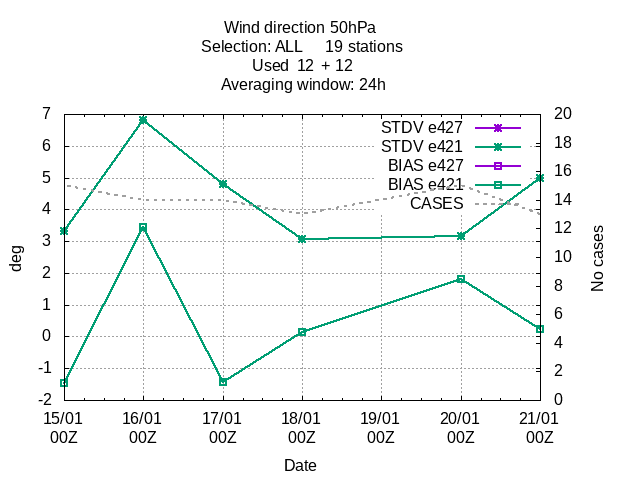 Wind direction 50hPa
Selection: ALL 19 stations
Used 12 + 12
Averaging window: 24h
7 20
STDV e427
18
STDV e421
6
BIAS e427
16
BIAS e421
5
14
CASES
4
12
3
No cases
deg
10
2
8
1
6
0
4
-1
2
-2 0
15/01 16/01 17/01 18/01 19/01 20/01 21/01
00Z 00Z 00Z 00Z 00Z 00Z 00Z
Date